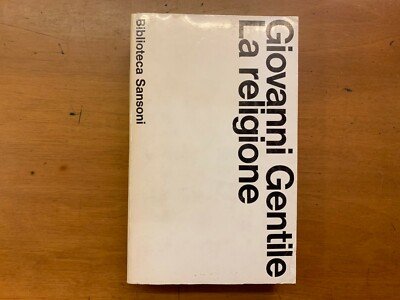 Giovanni Gentile
La religione
Biblioteca Sansoni